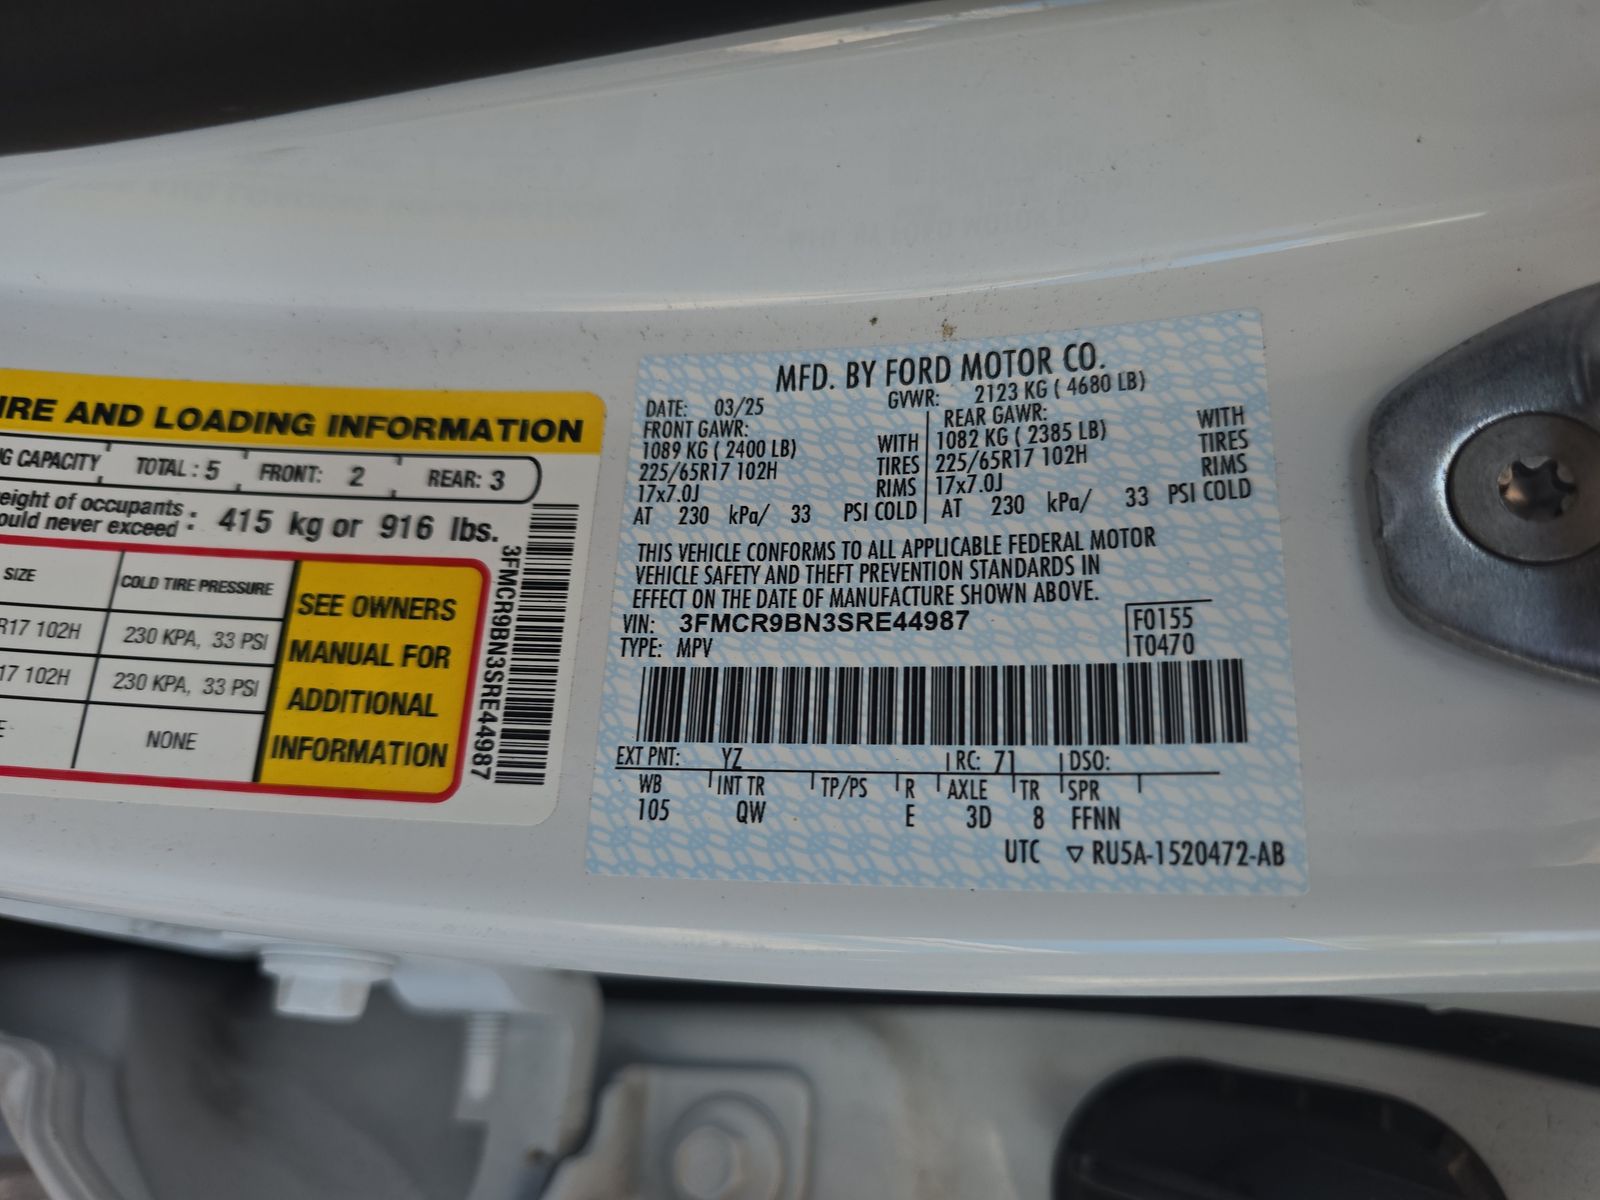 IRE AND LOADING INFORMATION
G CAPACITY TOTAL : 5 FRONT: 2 REAR: 3
eight of occupants :
ould never exceed : 415 kg or 916 lbs.
SIZE COLD TIRE PRESSURE
R17 102H 230 KPA, 33 PSI
17 102H 230 KPA, 33 PSI
E NONE
SEE OWNERS
MANUAL FOR
ADDITIONAL
INFORMATION
3FMCR9BN3SRE44987
MFD. BY FORD MOTOR CO.
DATE: 03/25 GVWR: 2123 KG ( 4680 LB)
FRONT GAWR: REAR GAWR:
1089 KG ( 2400 LB) WITH 1082 KG ( 2385 LB) WITH
225/65R17 102H TIRES 225/65R17 102H TIRES
17x7.0J RIMS 17x7.0J RIMS
AT 230 kPa/ 33 PSI COLD AT 230 kPa/ 33 PSI COLD
THIS VEHICLE CONFORMS TO ALL APPLICABLE FEDERAL MOTOR
VEHICLE SAFETY AND THEFT PREVENTION STANDARDS IN
EFFECT ON THE DATE OF MANUFACTURE SHOWN ABOVE.
VIN: 3FMCR9BN3SRE44987 F0155
TYPE: MPV T0470
EXT PNT: YZ RC: 71 DSO:
WB INT TR TP/PS R AXLE TR SPR
105 QW E 3D 8 FFNN
UTC ▽ RU5A-1520472-AB